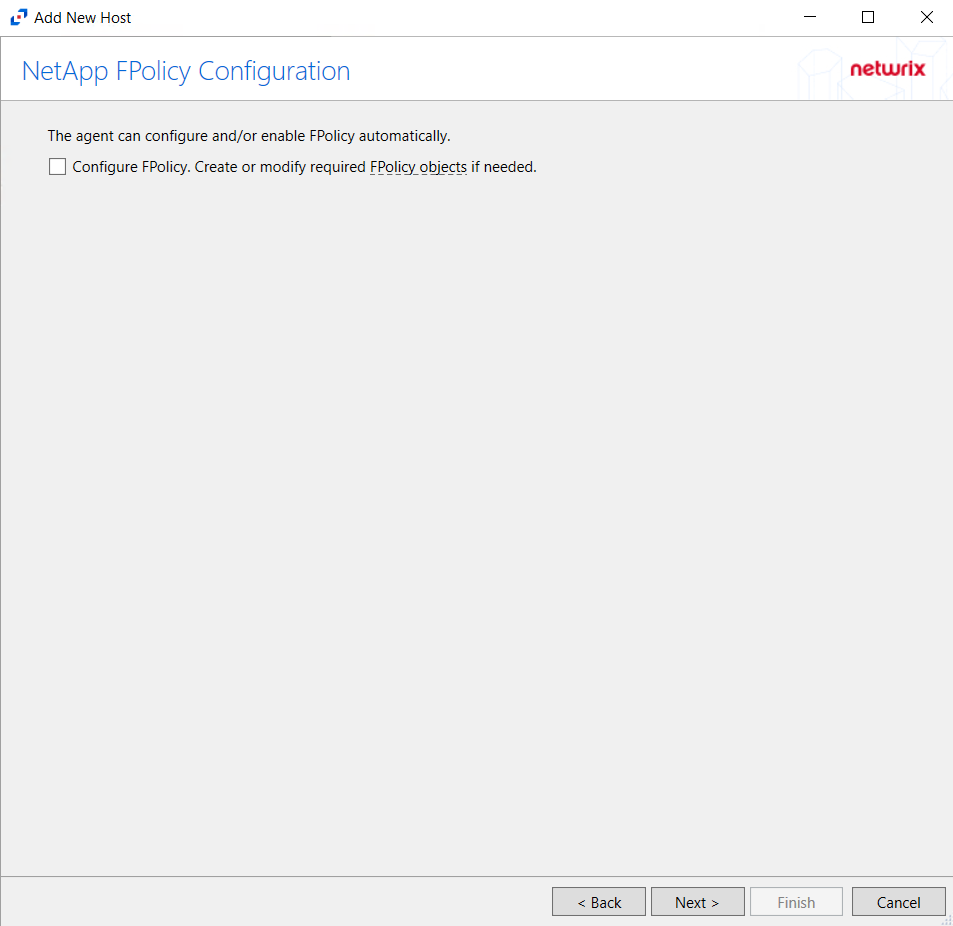 Add New Host
NetApp FPolicy Configuration
netwrix
The agent can configure and/or enable FPolicy automatically.
Configure FPolicy. Create or modify required FPolicy objects if needed.
< Back
Next >
Finish
Cancel